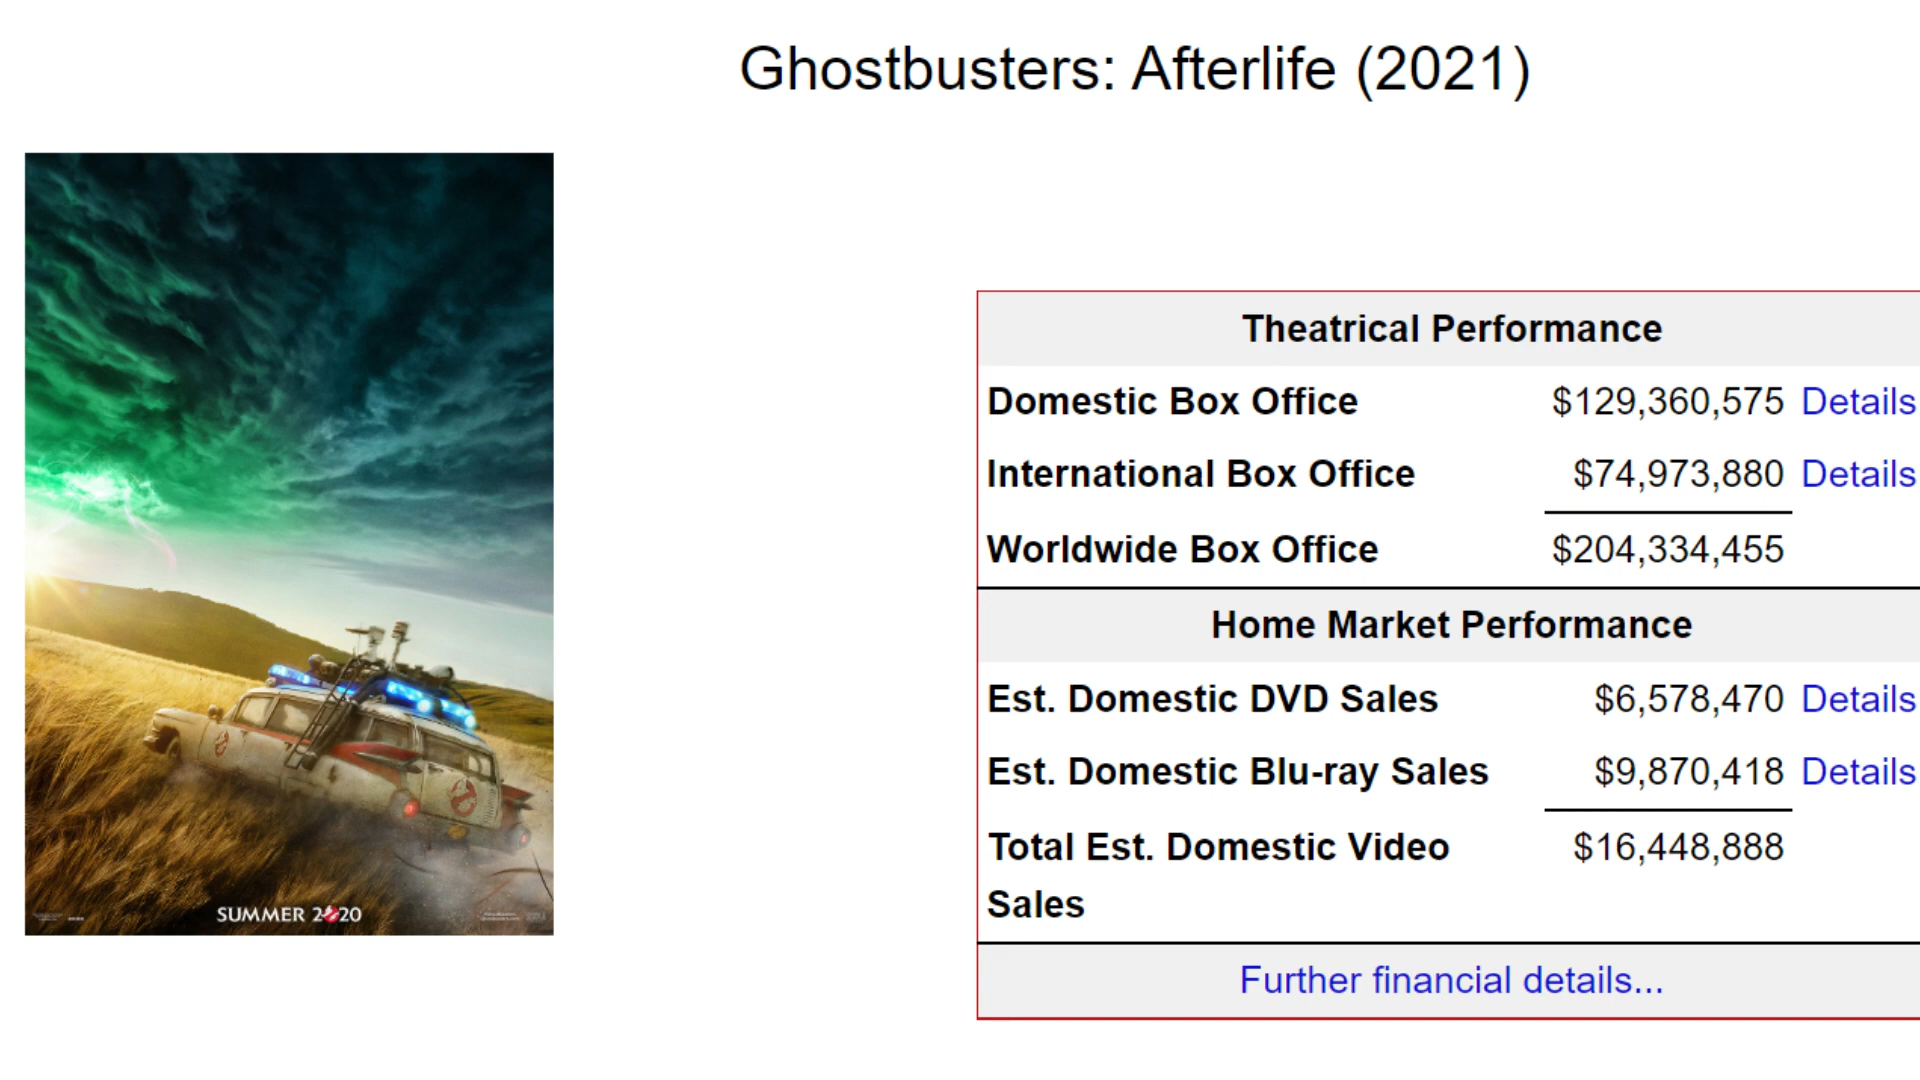 Ghostbusters: Afterlife (2021)
SUMMER 2020
Theatrical Performance
Domestic Box Office $129,360,575 Details
International Box Office $74,973,880 Details
Worldwide Box Office $204,334,455
Home Market Performance
Est. Domestic DVD Sales $6,578,470 Details
Est. Domestic Blu-ray Sales $9,870,418 Details
Total Est. Domestic Video $16,448,888
Sales
Further financial details...